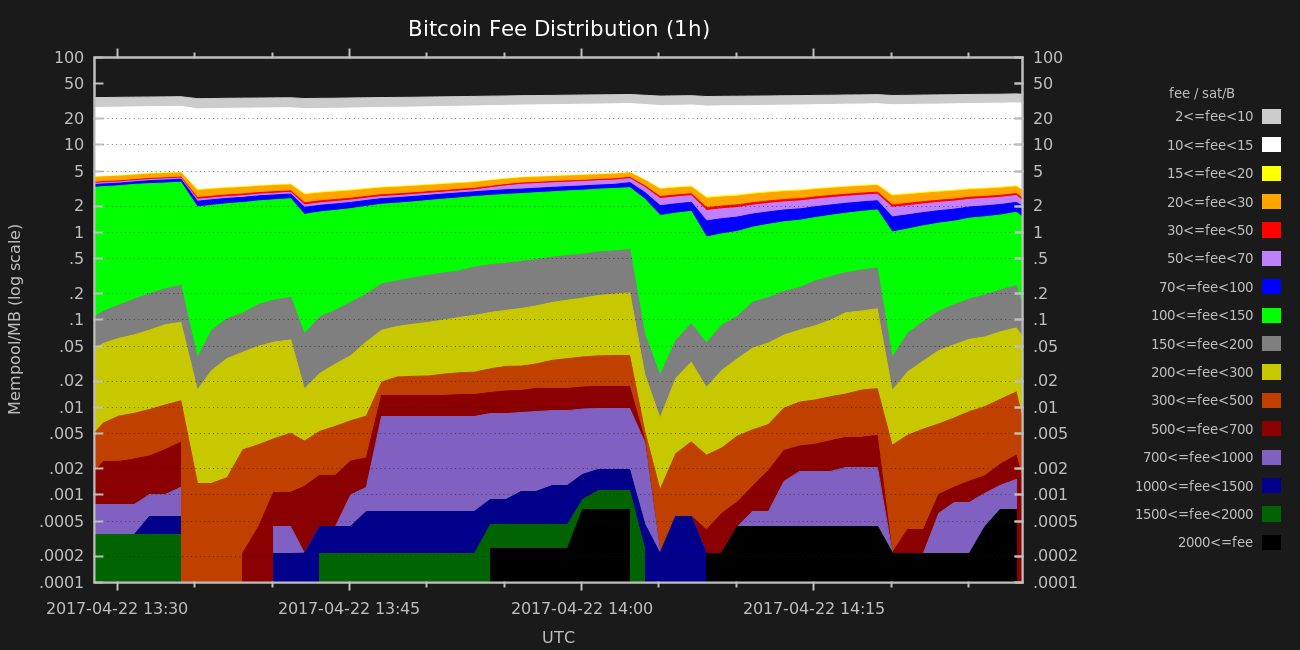 Bitcoin Fee Distribution (1h)
100 100
50 50
20 20
10 10
5 5
2 2
1 1
.5 .5
.2 .2
.1 .1
.05 .05
.02 .02
.01 .01
.005 .005
.002 .002
.001 .001
.0005 .0005
.0002 .0002
.0001 .0001
Mempool/MB (log scale)
2017-04-22 13:30 2017-04-22 13:45 2017-04-22 14:00 2017-04-22 14:15
UTC
fee / sat/B
2<=fee<10
10<=fee<15
15<=fee<20
20<=fee<30
30<=fee<50
50<=fee<70
70<=fee<100
100<=fee<150
150<=fee<200
200<=fee<300
300<=fee<500
500<=fee<700
700<=fee<1000
1000<=fee<1500
1500<=fee<2000
2000<=fee